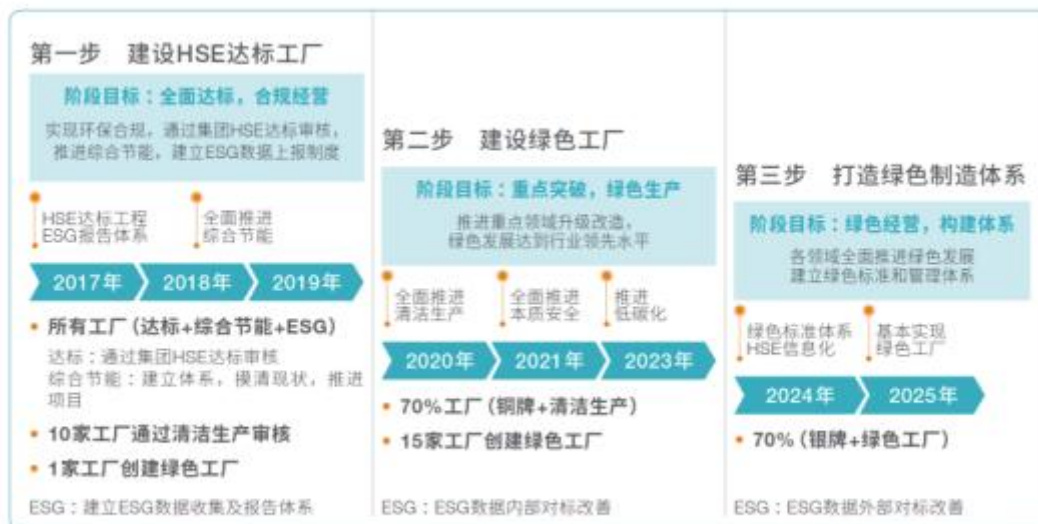 第一步 建设HSE达标工厂
阶段目标：全面达标，合规经营
实现环保合规，通过集团HSE达标审核，
推进综合节能，建立ESG数据上报制度
HSE达标工程
ESG报告体系
全面推进
综合节能
2017年
2018年
2019年
• 所有工厂（达标+综合节能+ESG）
达标：通过集团HSE达标审核
综合节能：建立体系，摸清现状，推进
项目
• 10家工厂通过清洁生产审核
• 1家工厂创建绿色工厂
ESG：建立ESG数据收集及报告体系
第二步 建设绿色工厂
阶段目标：重点突破，绿色生产
推进重点领域升级改造，
绿色发展达到行业领先水平
全面推进
清洁生产
全面推进
本质安全
推进
低碳化
2020年
2021年
2023年
• 70%工厂（铜牌+清洁生产）
• 15家工厂创建绿色工厂
ESG：ESG数据内部对标改善
第三步 打造绿色制造体系
阶段目标：绿色经营，构建体系
各领域全面推进绿色发展
建立绿色标准和管理体系
绿色标准体系
HSE信息化
基本实现
绿色工厂
2024年
2025年
• 70%（银牌+绿色工厂）
ESG：ESG数据外部对标改善